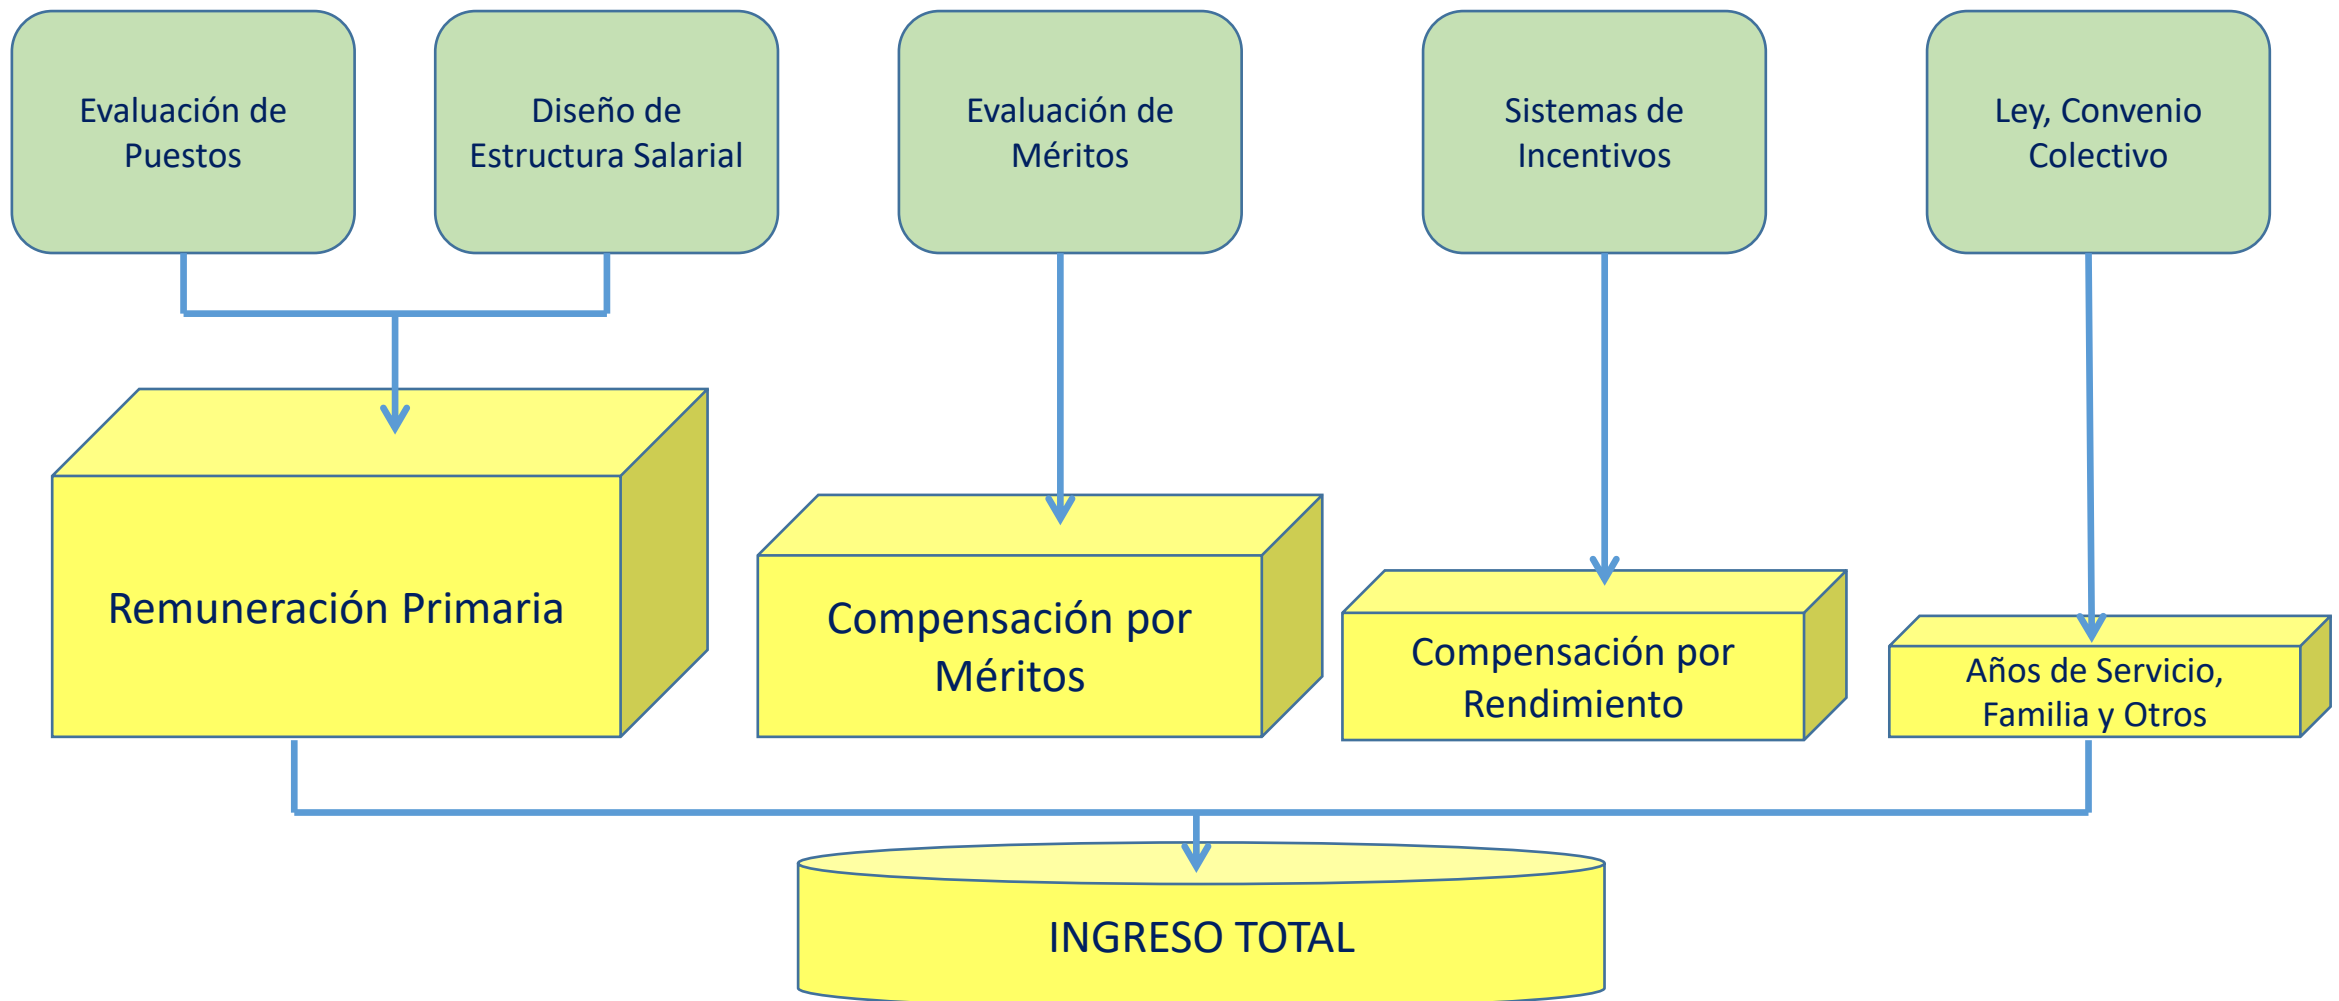 Evaluación de
Puestos
Diseño de
Estructura Salarial
Evaluación de
Méritos
Sistemas de
Incentivos
Ley, Convenio
Colectivo
Remuneración Primaria
Compensación por
Méritos
Compensación por
Rendimiento
Años de Servicio,
Familia y Otros
INGRESO TOTAL